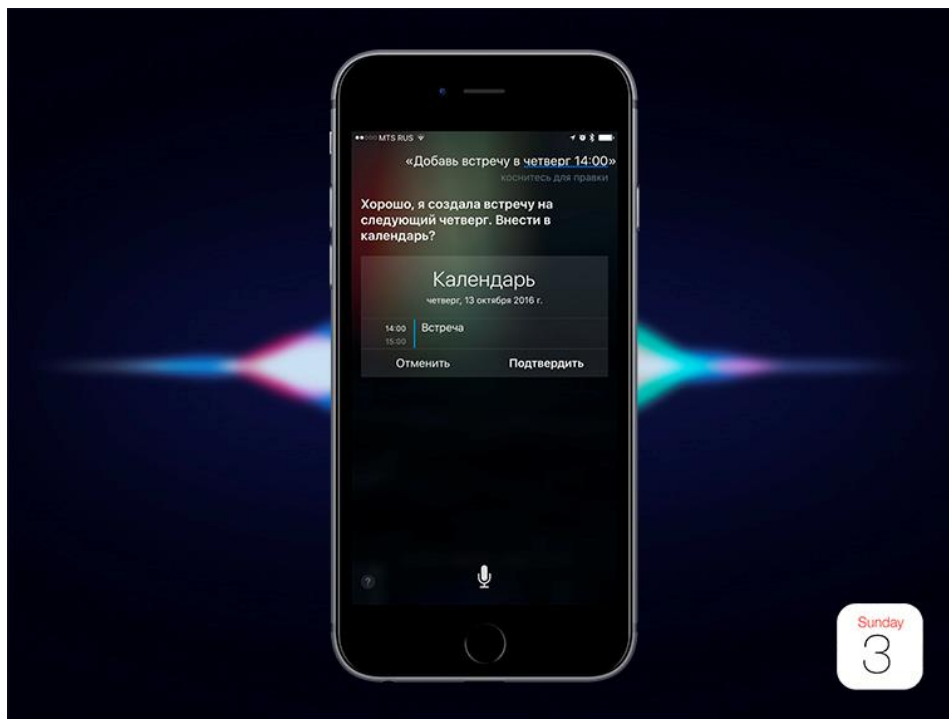 MTS RUS
«Добавь встречу в четверг 14:00»
коснитесь для правки
Хорошо, я создала встречу на
следующий четверг. Внести в
календарь?
Календарь
четверг, 13 октября 2016 г.
14:00 Встреча
15:00
Отменить Подтвердить
?
Sunday
3